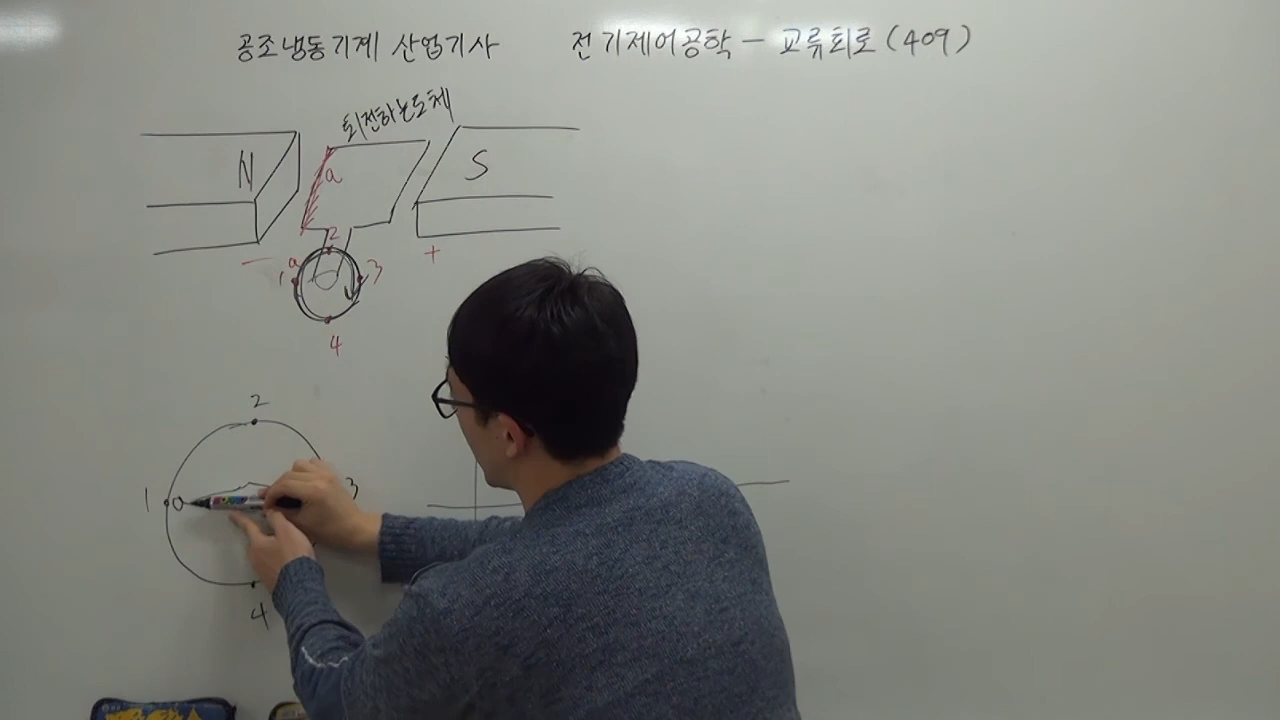 공조냉동기계 산업기사 전기제어공학 - 교류회로 (409)
회전하는도체
N a S
2
- a +
1 3
4
2
1 a 3
4